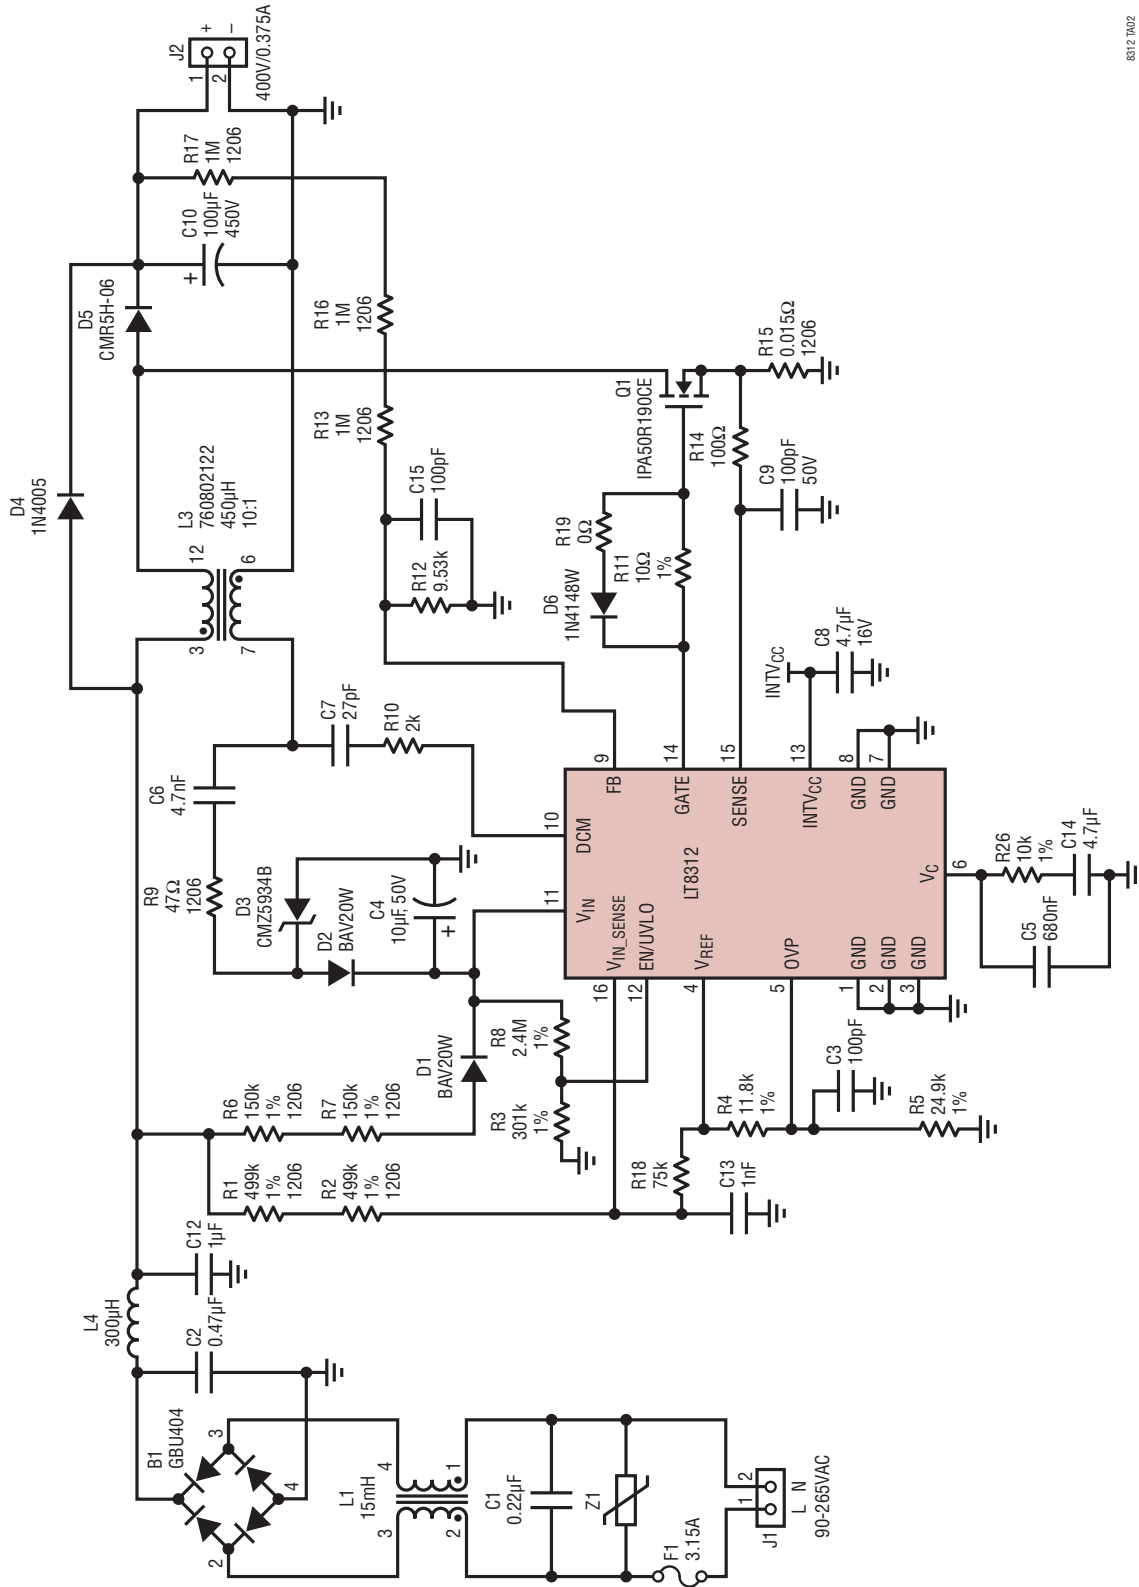 8312 TA02
J2
1
+
2
−
400V/0.375A
R17
1M
1206
C10
100µF
450V
+
D5
CMR5H-06
D4
1N4005
L3
760802122
450µH
10:1
12
6
3
7
R16
1M
1206
R13
1M
1206
C15
100pF
R12
9.53k
Q1
IPA50R190CE
R15
0.015Ω
1206
R14
100Ω
C9
100pF
50V
R19
0Ω
R11
10Ω
1%
D6
1N4148W
INTVCC
C8
4.7µF
16V
C7
27pF
R10
2k
C6
4.7nF
R9
47Ω
1206
D3
CMZ5934B
D2
BAV20W
C4
10µF, 50V
+
LT8312
10
DCM
11
VIN
9
FB
14
GATE
15
SENSE
13
INTVCC
8
GND
7
GND
6
VC
16
VIN_SENSE
12
EN/UVLO
4
VREF
5
OVP
1
GND
2
GND
3
GND
R26
10k
1%
C14
4.7µF
C5
680nF
D1
BAV20W
R8
2.4M
1%
R3
301k
1%
R6
150k
1%
1206
R7
150k
1%
1206
R1
499k
1%
1206
R2
499k
1%
1206
R18
75k
C13
1nF
R4
11.8k
1%
C3
100pF
R5
24.9k
1%
C12
1µF
L4
300µH
C2
0.47µF
B1
GBU404
3
2
4
L1
15mH
4
1
3
2
C1
0.22µF
Z1
F1
3.15A
J1
1
2
L
N
90-265VAC